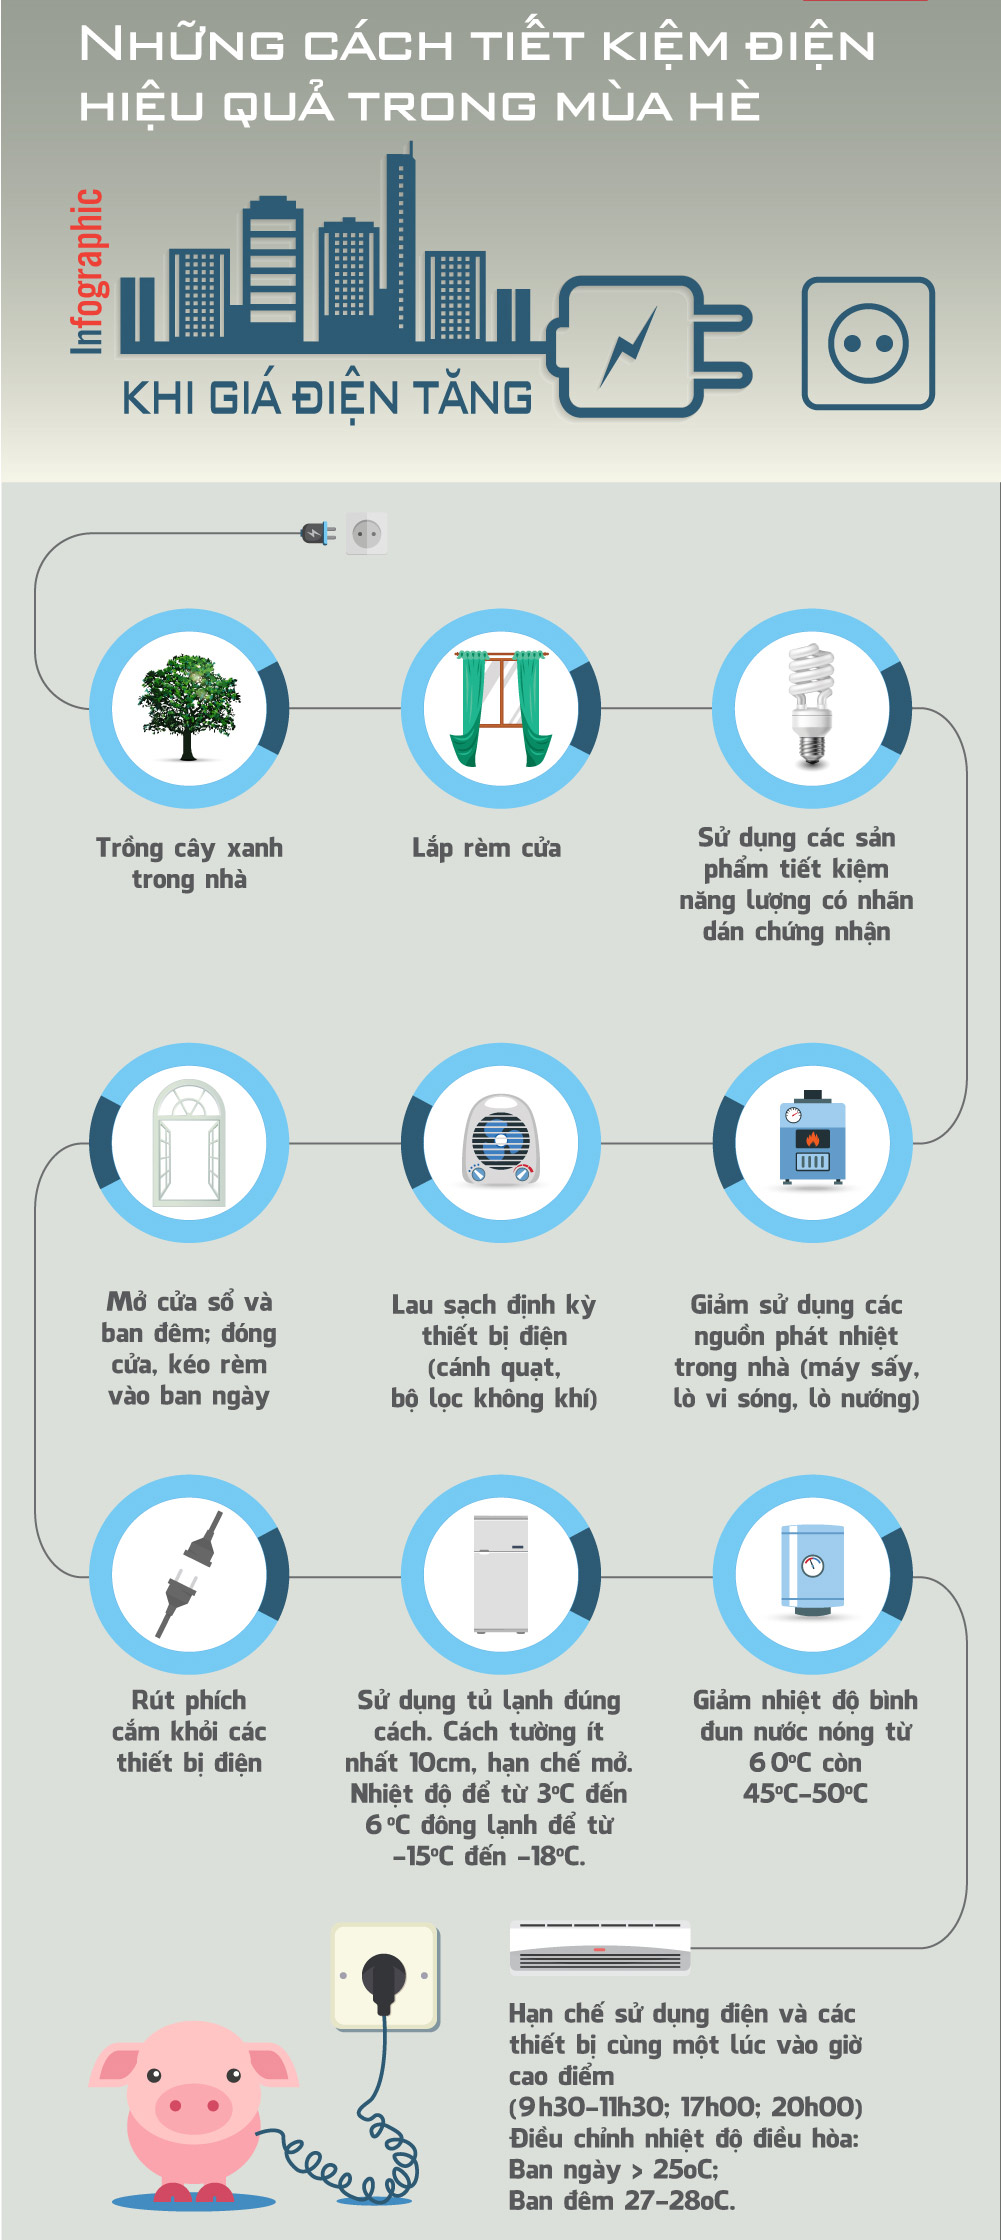 NHỮNG CÁCH TIẾT KIỆM ĐIỆN
HIỆU QUẢ TRONG MÙA HÈ
Infographic
KHI GIÁ ĐIỆN TĂNG
Trồng cây xanh
trong nhà
Lắp rèm cửa
Sử dụng các sản
phẩm tiết kiệm
năng lượng có nhãn
dán chứng nhận
Mở cửa sổ và
ban đêm; đóng
cửa, kéo rèm
vào ban ngày
Lau sạch định kỳ
thiết bị điện
(cánh quạt,
bộ lọc không khí)
Giảm sử dụng các
nguồn phát nhiệt
trong nhà (máy sấy,
lò vi sóng, lò nướng)
Rút phích
cắm khỏi các
thiết bị điện
Sử dụng tủ lạnh đúng
cách. Cách tường ít
nhất 10cm, hạn chế mở.
Nhiệt độ để từ 3ºC đến
6ºC đông lạnh để từ
-15ºC đến -18ºC.
Giảm nhiệt độ bình
đun nước nóng từ
60ºC còn
45ºC-50ºC
Hạn chế sử dụng điện và các
thiết bị cùng một lúc vào giờ
cao điểm
(9h30-11h30; 17h00; 20h00)
Điều chỉnh nhiệt độ điều hòa:
Ban ngày > 25oC;
Ban đêm 27-28oC.